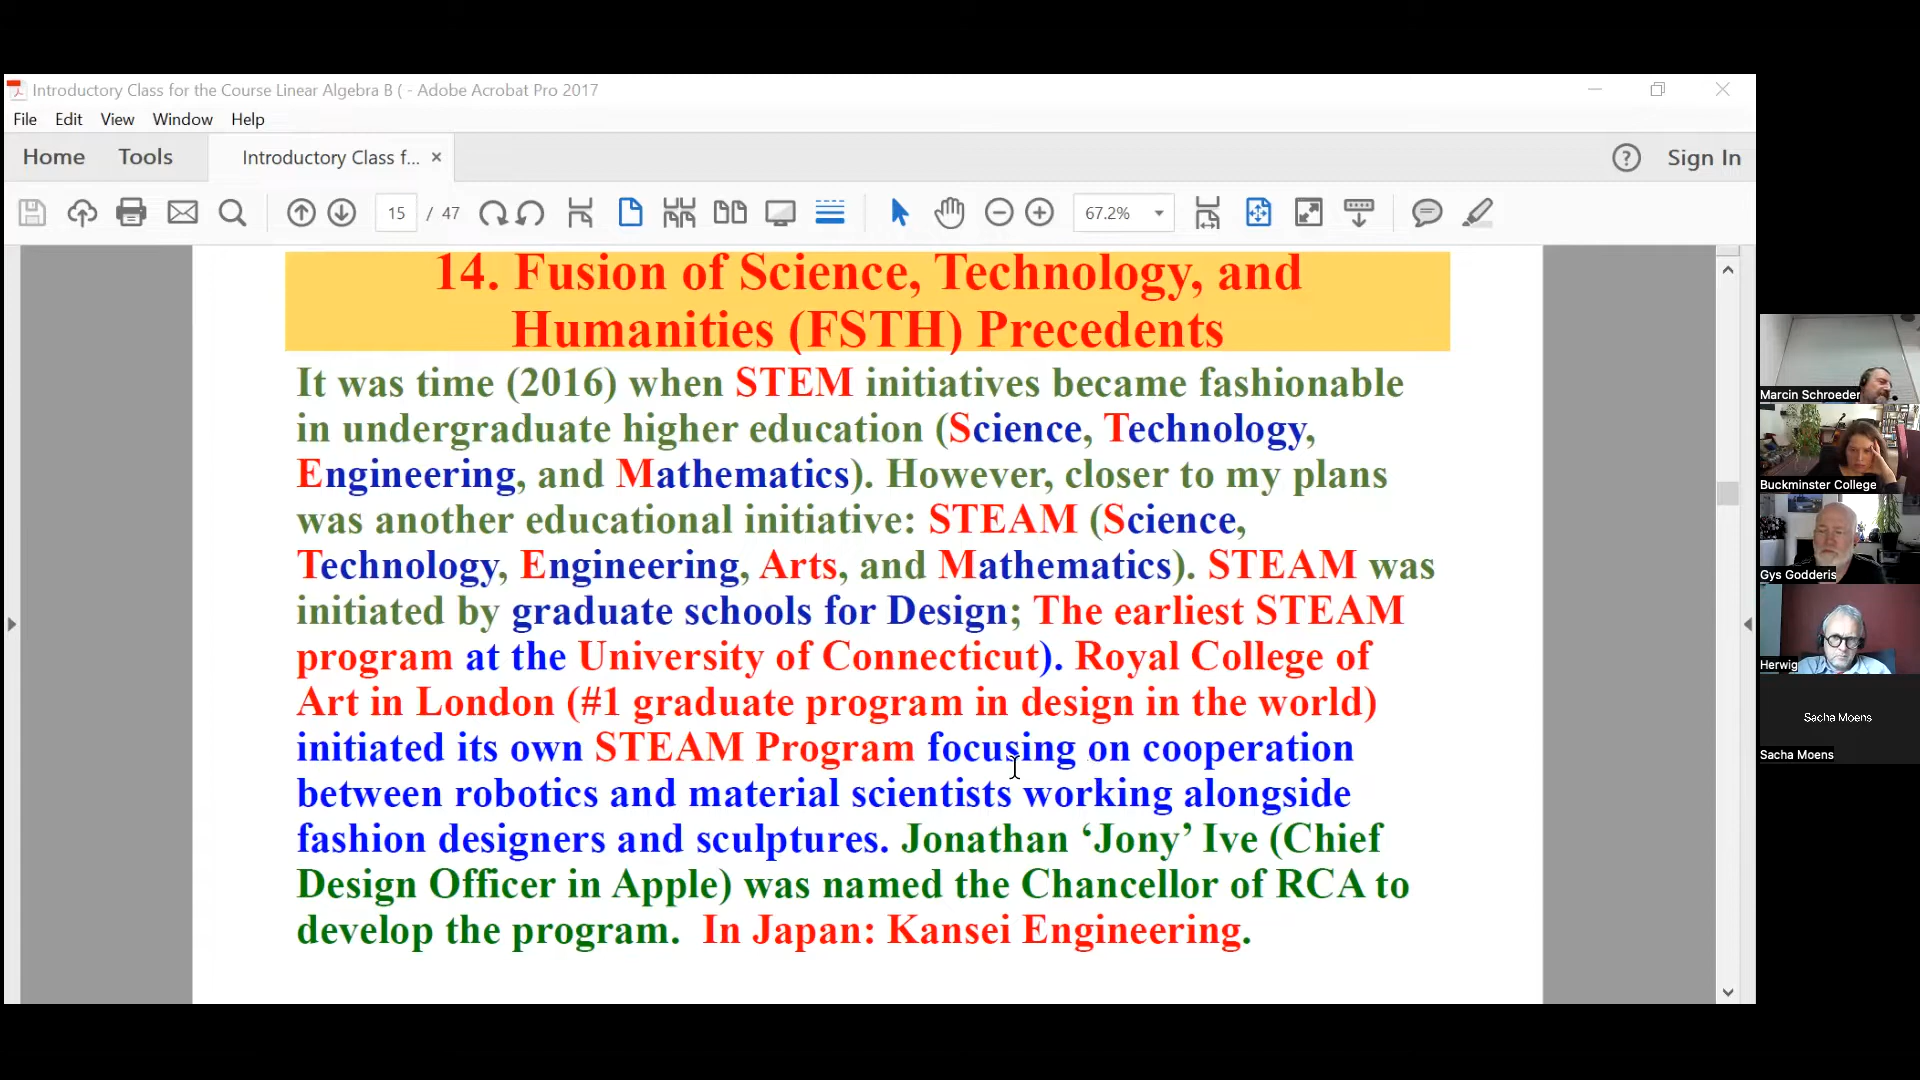 Introductory Class for the Course Linear Algebra B ( - Adobe Acrobat Pro 2017
File Edit View Window Help
Home Tools Introductory Class f... × Sign In
15 / 47 67.2%
14. Fusion of Science, Technology, and
Humanities (FSTH) Precedents
It was time (2016) when STEM initiatives became fashionable
in undergraduate higher education (Science, Technology,
Engineering, and Mathematics). However, closer to my plans
was another educational initiative: STEAM (Science,
Technology, Engineering, Arts, and Mathematics). STEAM was
initiated by graduate schools for Design; The earliest STEAM
program at the University of Connecticut). Royal College of
Art in London (#1 graduate program in design in the world)
initiated its own STEAM Program focusing on cooperation
between robotics and material scientists working alongside
fashion designers and sculptures. Jonathan ‘Jony’ Ive (Chief
Design Officer in Apple) was named the Chancellor of RCA to
develop the program. In Japan: Kansei Engineering.
Marcin Schroeder
Buckminster College
Gys Godderis
Herwig
Sacha Moens
Sacha Moens